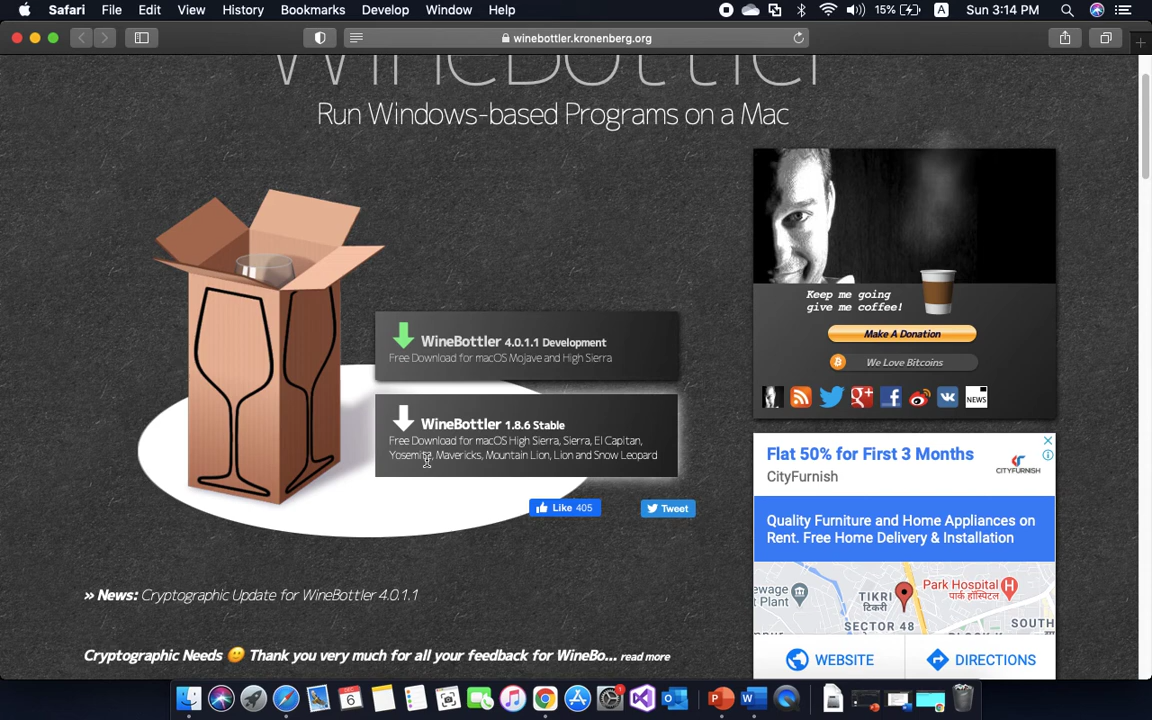 Safari File Edit View History Bookmarks Develop Window Help 15% A Sun 3:14 PM
winebottler.kronenberg.org
WineBottler
Run Windows-based Programs on a Mac
WineBottler 4.0.1.1 Development
Free Download for macOS Mojave and High Sierra
WineBottler 1.8.6 Stable
Free Download for macOS High Sierra, Sierra, El Capitan,
Yosemite, Mavericks, Mountain Lion, Lion and Snow Leopard
Like 405 Tweet
» News: Cryptographic Update for WineBottler 4.0.1.1
Cryptographic Needs 🙂 Thank you very much for all your feedback for WineBo... read more
Keep me going
give me coffee!
Make A Donation
We Love Bitcoins
NEWS
Flat 50% for First 3 Months
CityFurnish
CITYFURNISH
Quality Furniture and Home Appliances on
Rent. Free Home Delivery & Installation
ewage
t Plant
TIKRI
टिकरी
Park Hospital
पार्क हॉस्पिटल
SECTOR 48
SOUTH
WEBSITE DIRECTIONS